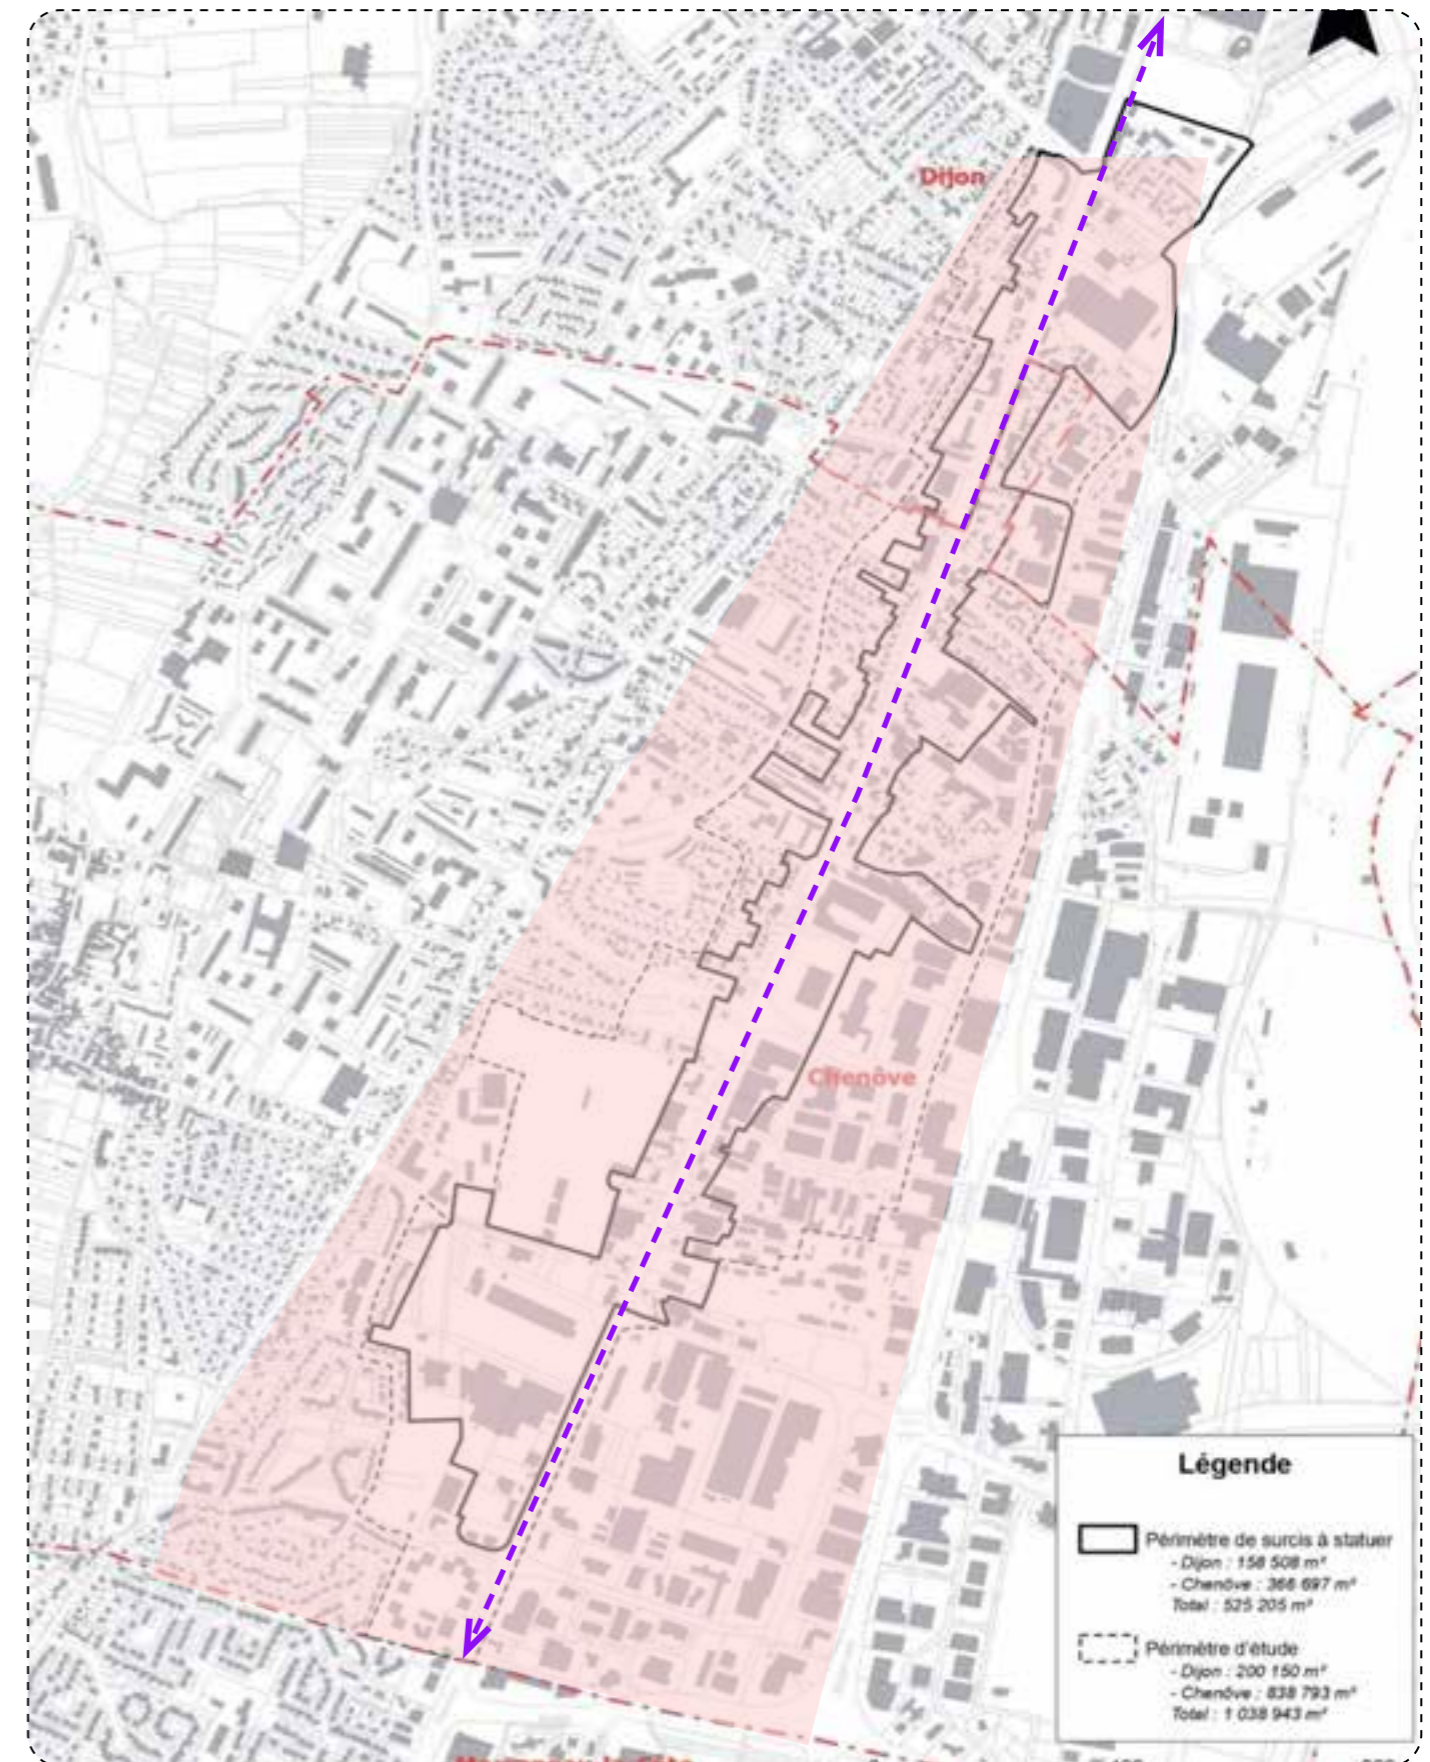 Dijon
Chenôve
Légende
Périmètre de surcis à statuer
- Dijon : 158 508 m²
- Chenôve : 366 697 m²
Total : 525 205 m²
Périmètre d'étude
- Dijon : 200 150 m²
- Chenôve : 838 793 m²
Total : 1 038 943 m²